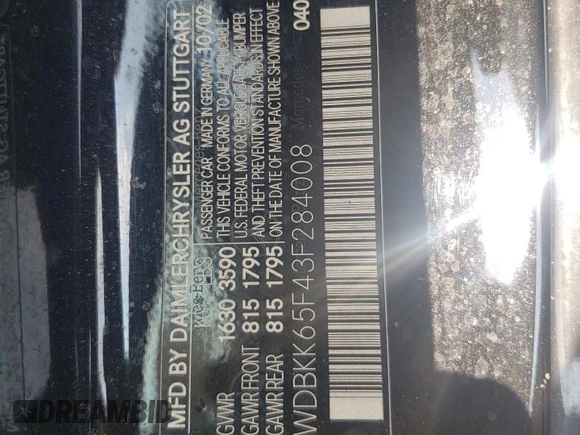 MFD BY DAIMLERCHRYSLER AG STUTTGART
PASSENGER CAR MADE IN GERMANY 10/02
THIS VEHICLE CONFORMS TO ALL APPLICABLE
U.S. FEDERAL MOTOR VEHICLE SAFETY, BUMPER
AND THEFT PREVENTION STANDARDS IN EFFECT
ON THE DATE OF MANUFACTURE SHOWN ABOVE
GVWR 1630 3590
GAWR FRONT 815 1795
GAWR REAR 815 1795
WDBKK65F43F284008
040
DREAMBID